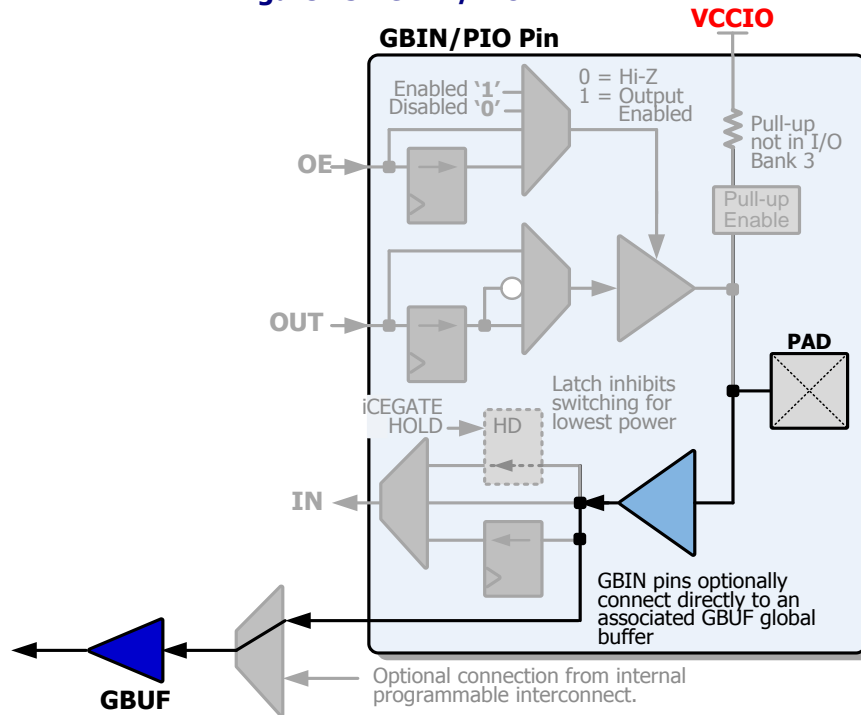 VCCIO
GBIN/PIO Pin
Enabled ‘1’
Disabled ‘0’
0 = Hi-Z
1 = Output
Enabled
Pull-up
not in I/O
Bank 3
OE
Pull-up
Enable
OUT
PAD
Latch inhibits
switching for
lowest power
iCEGATE
HOLD
HD
IN
GBIN pins optionally
connect directly to an
associated GBUF global
buffer
GBUF
Optional connection from internal
programmable interconnect.